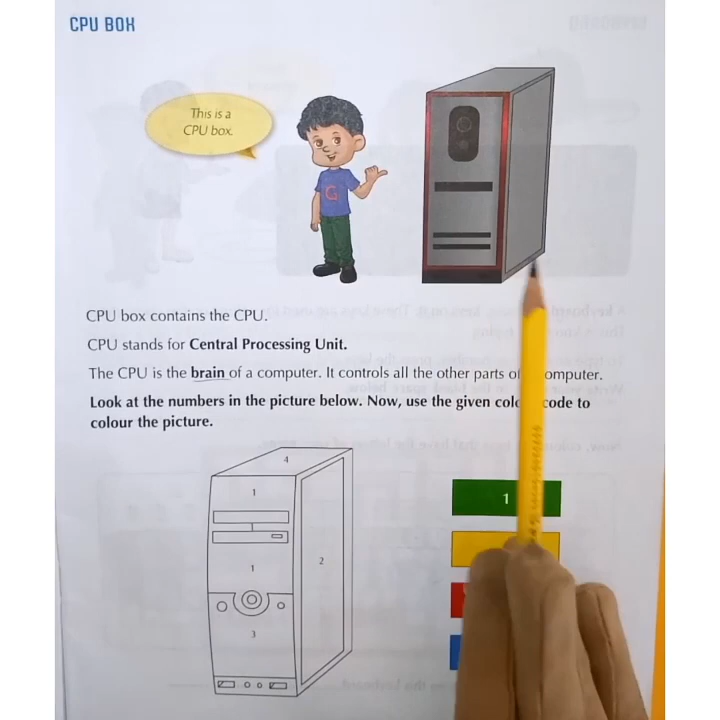 CPU BOX
This is a
CPU box.
G
CPU box contains the CPU.
CPU stands for Central Processing Unit.
The CPU is the brain of a computer. It controls all the other parts of omputer.
Look at the numbers in the picture below. Now, use the given colo code to
colour the picture.
4
1
1
2
3
1